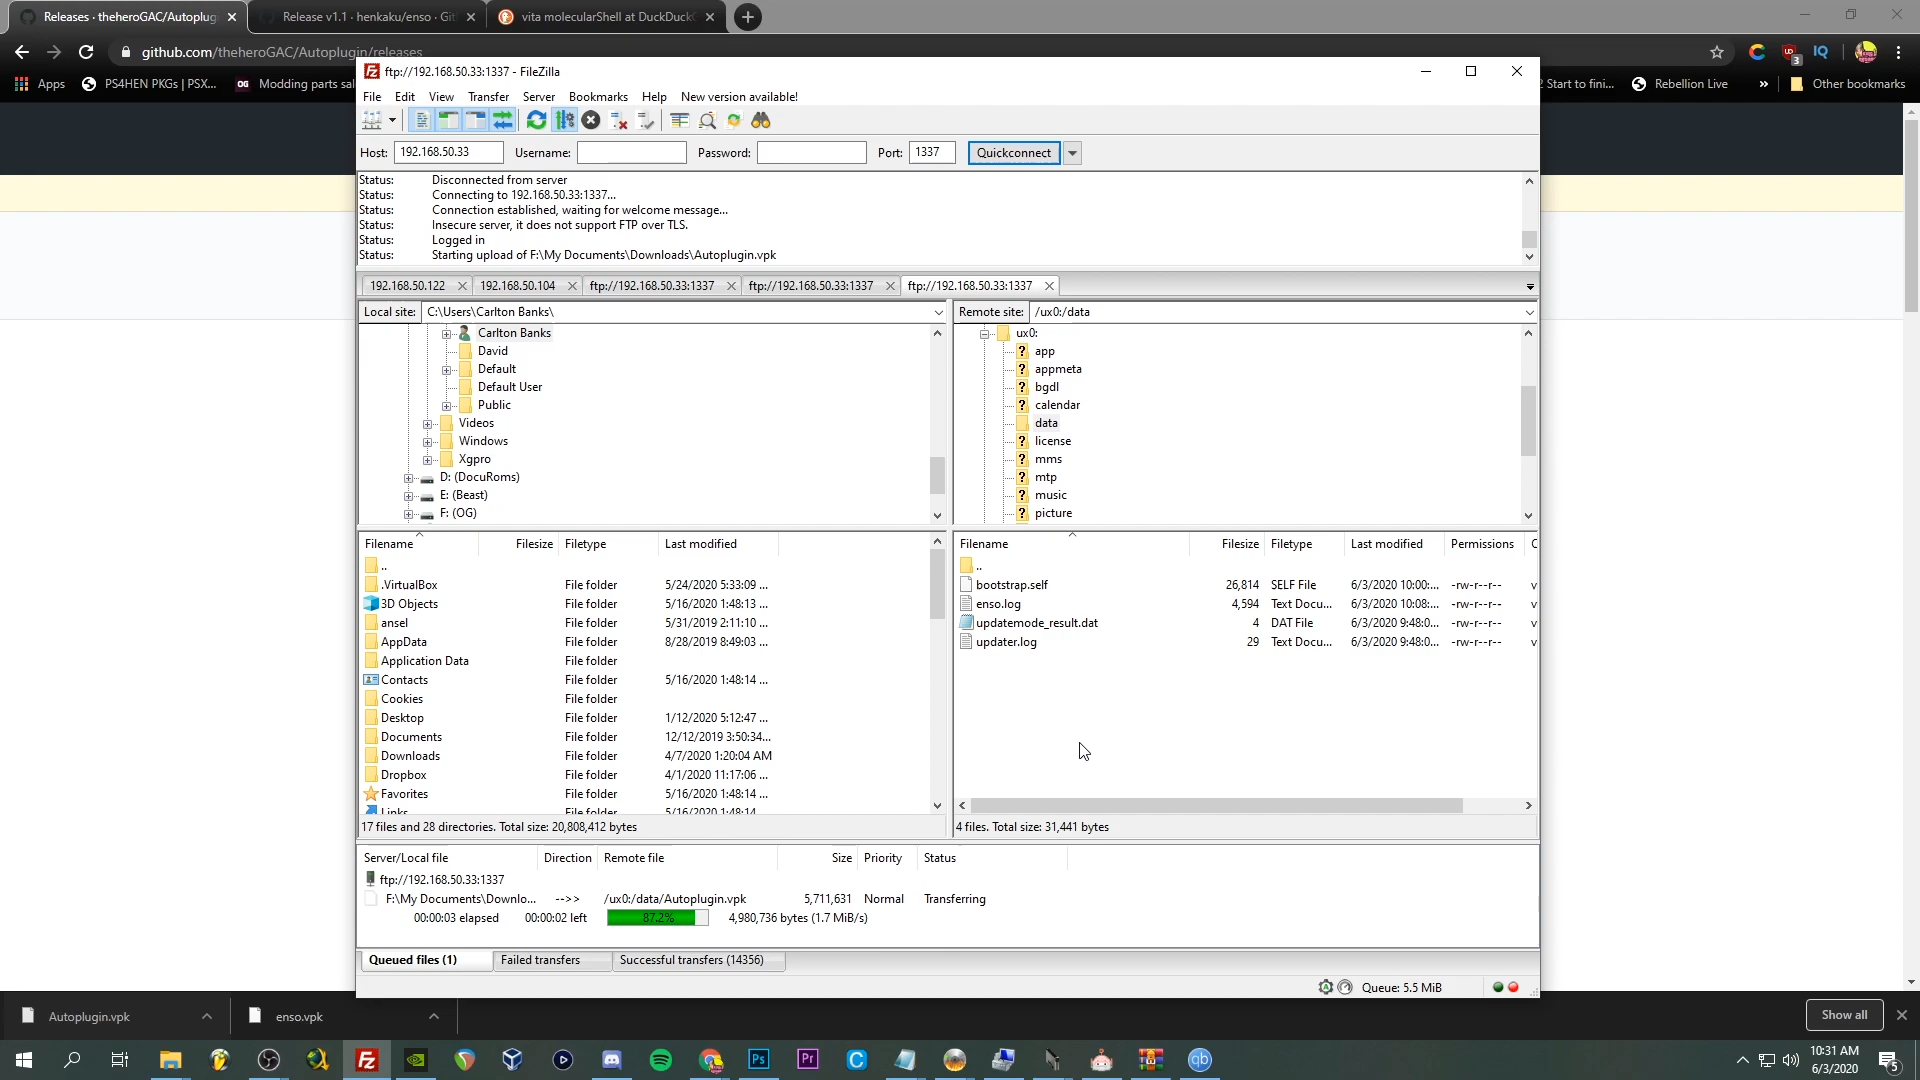 Releases · theheroGAC/Autoplugi
Release v1.1 · henkaku/enso · Git
vita molecularShell at DuckDuckG
github.com/theheroGAC/Autoplugin/releases
3
IQ
Apps
PS4HEN PKGs | PSX...
OG
Modding parts sal
2 Start to fini...
Rebellion Live
»
Other bookmarks
ftp://192.168.50.33:1337 - FileZilla
File Edit View Transfer Server Bookmarks Help New version available!
Host: 192.168.50.33 Username: Password: Port: 1337 Quickconnect
Status: Disconnected from server
Status: Connecting to 192.168.50.33:1337...
Status: Connection established, waiting for welcome message...
Status: Insecure server, it does not support FTP over TLS.
Status: Logged in
Status: Starting upload of F:\My Documents\Downloads\Autoplugin.vpk
192.168.50.122 192.168.50.104 ftp://192.168.50.33:1337 ftp://192.168.50.33:1337 ftp://192.168.50.33:1337
Local site: C:\Users\Carlton Banks\
Carlton Banks
David
Default
Default User
Public
Videos
Windows
Xgpro
D: (DocuRoms)
E: (Beast)
F: (OG)
Remote site: /ux0:/data
ux0:
? app
? appmeta
? bgdl
? calendar
data
? license
? mms
? mtp
? music
? picture
Filename Filesize Filetype Last modified
..
.VirtualBox File folder 5/24/2020 5:33:09 ...
3D Objects File folder 5/16/2020 1:48:13 ...
ansel File folder 5/31/2019 2:11:10 ...
AppData File folder 8/28/2019 8:49:03 ...
Application Data File folder
Contacts File folder 5/16/2020 1:48:14 ...
Cookies File folder
Desktop File folder 1/12/2020 5:12:47 ...
Documents File folder 12/12/2019 3:50:34...
Downloads File folder 4/7/2020 1:20:04 AM
Dropbox File folder 4/1/2020 11:17:06 ...
Favorites File folder 5/16/2020 1:48:14 ...
Links File folder 5/16/2020 1:48:14
17 files and 28 directories. Total size: 20,808,412 bytes
Filename Filesize Filetype Last modified Permissions
..
bootstrap.self 26,814 SELF File 6/3/2020 10:00:... -rw-r--r-- v
enso.log 4,594 Text Docu... 6/3/2020 10:08:... -rw-r--r-- v
updatemode_result.dat 4 DAT File 6/3/2020 9:48:0... -rw-r--r-- v
updater.log 29 Text Docu... 6/3/2020 9:48:0... -rw-r--r-- v
4 files. Total size: 31,441 bytes
Server/Local file Direction Remote file Size Priority Status
ftp://192.168.50.33:1337
F:\My Documents\Downlo... -->> /ux0:/data/Autoplugin.vpk 5,711,631 Normal Transferring
00:00:03 elapsed 00:00:02 left 87.2% 4,980,736 bytes (1.7 MiB/s)
Queued files (1) Failed transfers Successful transfers (14356)
Queue: 5.5 MiB
Autoplugin.vpk
enso.vpk
Show all
Fz
Ps
Pr
C
qb
10:31 AM
6/3/2020
5